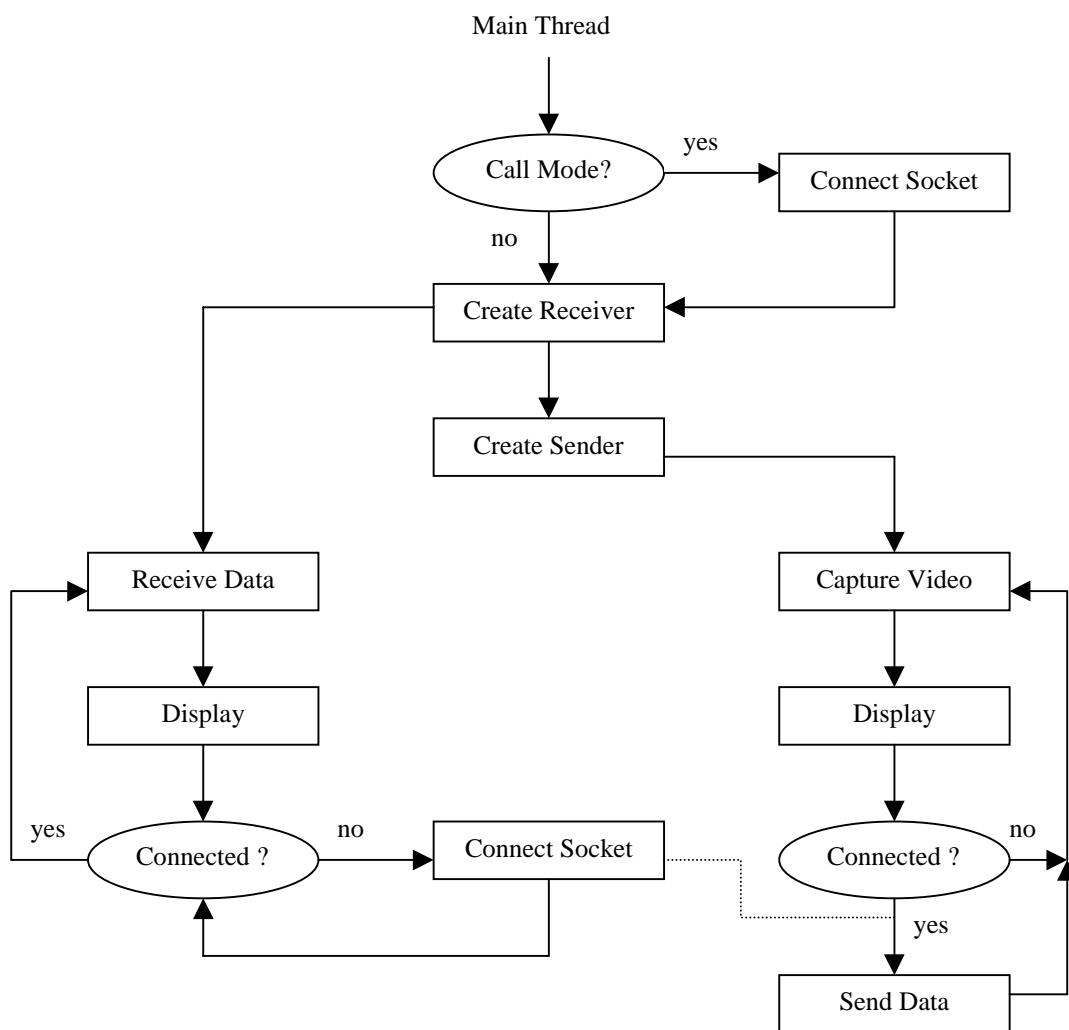 Main Thread
yes
Call Mode?
Connect Socket
no
Create Receiver
Create Sender
Receive Data
Capture Video
Display
Display
yes
no
no
Connected ?
Connect Socket
Connected ?
yes
Send Data